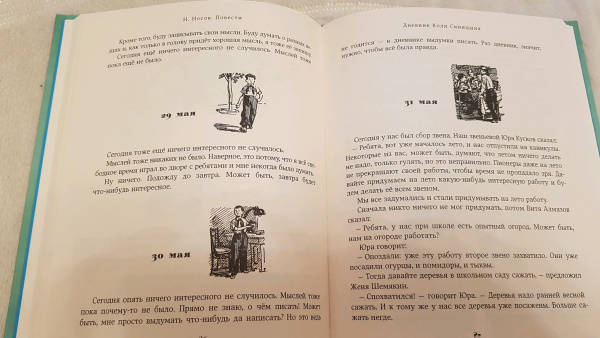 Н. Носов Повести
Кроме того, буду записывать свои мысли. Буду думать о разных ве-
щах и, как только в голову придёт хорошая мысль, я тоже её запишу.
Сегодня ещё ничего интересного не случилось. Мыслей тоже
пока ещё не было.
29 мая
Сегодня тоже ещё ничего интересного не случилось.
Мыслей тоже никаких не было. Наверное, это потому, что я всё сво-
бодное время играл во дворе с ребятами и мне некогда было думать.
Ну ничего. Подожду до завтра. Может быть, завтра будет
что-нибудь интересное.
30 мая
Сегодня опять ничего интересного не случилось. Мыслей тоже
пока почему-то не было. Прямо не знаю, о чём писать! Может
быть, мне просто выдумать что-нибудь да написать? Но это ведь
Дневник Коли Синицына
не годится — в дневнике выдумки писать. Раз дневник, значит,
нужно, чтобы всё была правда.
31 мая
Сегодня у нас был сбор звена. Наш звеньевой Юра Кусков сказал:
— Ребята, вот уже началось лето, и нас отпустили на каникулы.
Некоторые из вас, может быть, думают, что летом ничего делать
не надо, только гулять, но это неправильно. Пионеры даже на лето
не прекращают своей работы, чтобы время не пропадало зря. Да-
вайте придумаем на лето какую-нибудь интересную работу и бу-
дем делать её всем звеном.
Мы все задумались и стали придумывать на лето работу.
Сначала никто ничего не мог придумать, потом Витя Алмазов
сказал:
— Ребята, у нас при школе есть опытный огород. Может быть,
нам на огороде работать?
Юра говорит:
— Опоздали: уже эту работу второе звено захватило. Они уже
посадили огурцы, и помидоры, и тыквы.
— Тогда давайте деревья в школьном саду сажать, — предложил
Женя Шемякин.
— Спохватился! — говорит Юра. — Деревья надо ранней весной
сажать. И к тому же у нас все деревья уже посажены. Больше са-
жать негде.